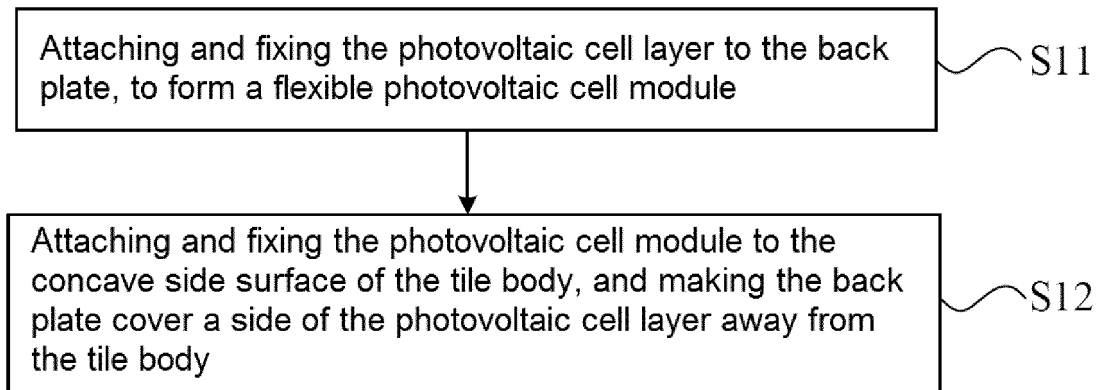 Attaching and fixing the photovoltaic cell layer to the back
plate, to form a flexible photovoltaic cell module
S11
Attaching and fixing the photovoltaic cell module to the
concave side surface of the tile body, and making the back
plate cover a side of the photovoltaic cell layer away from
the tile body
S12